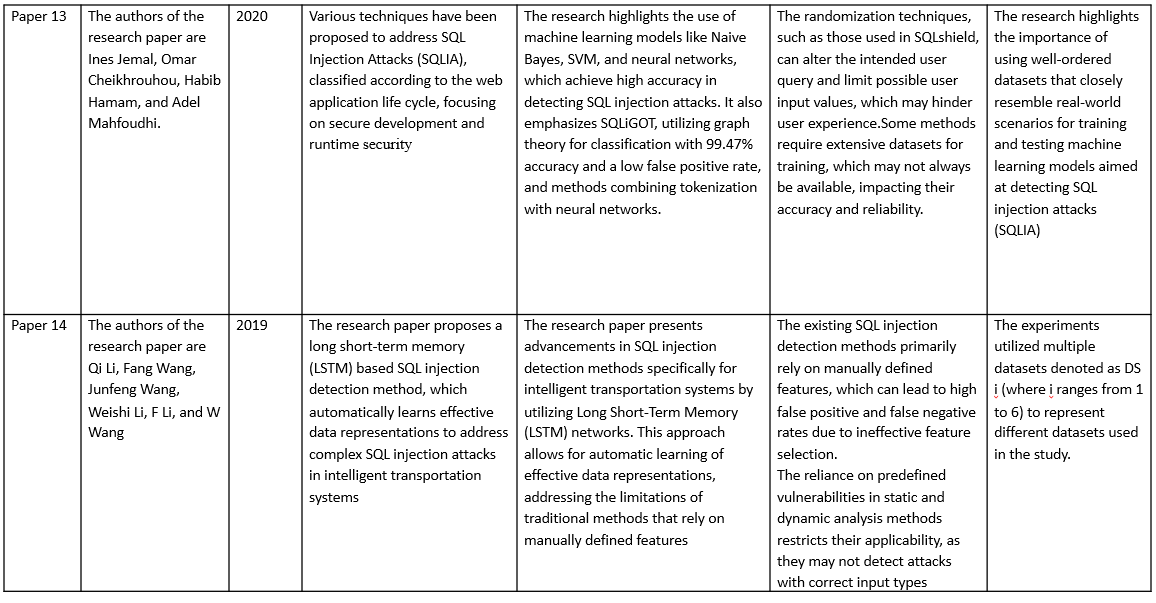 Paper 13
The authors of the
research paper are
Ines Jemal, Omar
Cheikhrouhou, Habib
Hamam, and Adel
Mahfoudhi.
2020
Various techniques have been
proposed to address SQL
Injection Attacks (SQLIA),
classified according to the web
application life cycle, focusing
on secure development and
runtime security
The research highlights the use of
machine learning models like Naive
Bayes, SVM, and neural networks,
which achieve high accuracy in
detecting SQL injection attacks. It also
emphasizes SQLiGOT, utilizing graph
theory for classification with 99.47%
accuracy and a low false positive rate,
and methods combining tokenization
with neural networks.
The randomization techniques,
such as those used in SQLshield,
can alter the intended user
query and limit possible user
input values, which may hinder
user experience.Some methods
require extensive datasets for
training, which may not always
be available, impacting their
accuracy and reliability.
The research highlights
the importance of
using well-ordered
datasets that closely
resemble real-world
scenarios for training
and testing machine
learning models aimed
at detecting SQL
injection attacks
(SQLIA)
Paper 14
The authors of the
research paper are
Qi Li, Fang Wang,
Junfeng Wang,
Weishi Li, F Li, and W
Wang
2019
The research paper proposes a
long short-term memory
(LSTM) based SQL injection
detection method, which
automatically learns effective
data representations to address
complex SQL injection attacks
in intelligent transportation
systems
The research paper presents
advancements in SQL injection
detection methods specifically for
intelligent transportation systems by
utilizing Long Short-Term Memory
(LSTM) networks. This approach
allows for automatic learning of
effective data representations,
addressing the limitations of
traditional methods that rely on
manually defined features
The existing SQL injection
detection methods primarily
rely on manually defined
features, which can lead to high
false positive and false negative
rates due to ineffective feature
selection.
The reliance on predefined
vulnerabilities in static and
dynamic analysis methods
restricts their applicability, as
they may not detect attacks
with correct input types
The experiments
utilized multiple
datasets denoted as DS
i (where i ranges from 1
to 6) to represent
different datasets used
in the study.